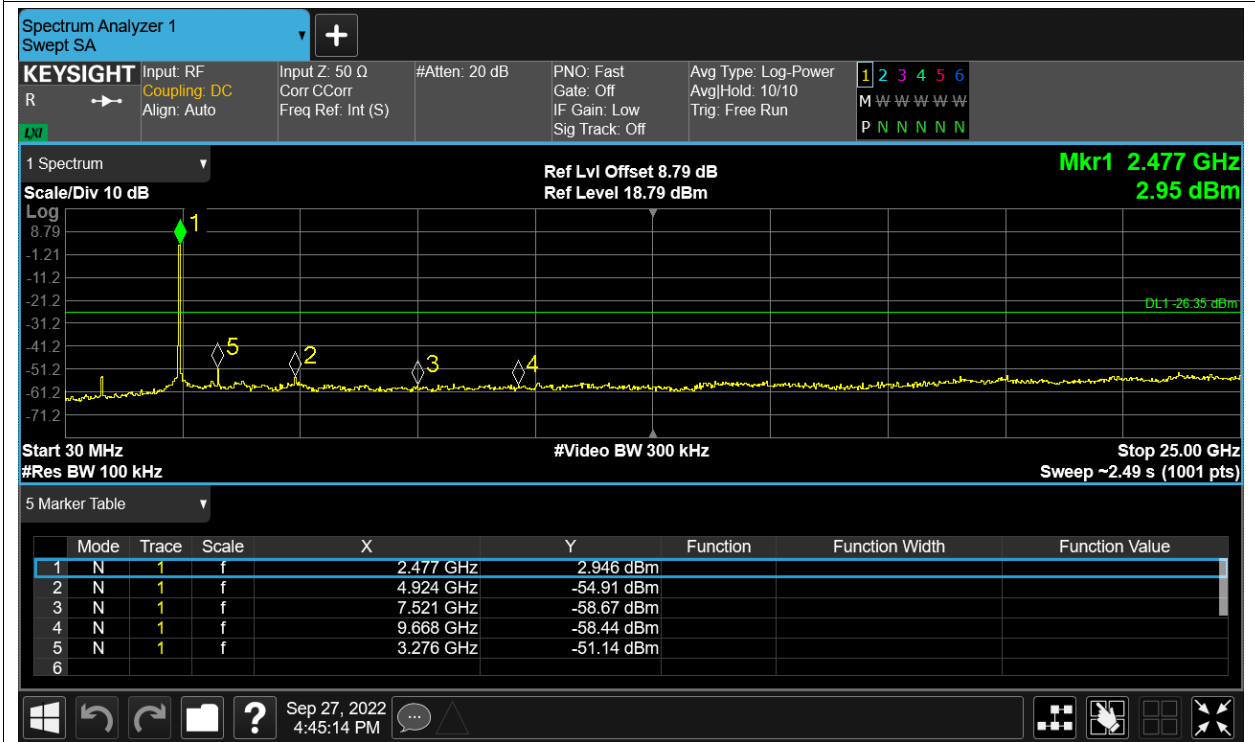 Spectrum Analyzer 1
Swept SA
+
KEYSIGHT
R
LXI
Input: RF
Coupling: DC
Align: Auto
Input Z: 50 Ω
Corr CCorr
Freq Ref: Int (S)
#Atten: 20 dB
PNO: Fast
Gate: Off
IF Gain: Low
Sig Track: Off
Avg Type: Log-Power
Avg|Hold: 10/10
Trig: Free Run
1 2 3 4 5 6
M W W W W W
P N N N N N
1 Spectrum
Scale/Div 10 dB
Ref Lvl Offset 8.79 dB
Ref Level 18.79 dBm
Mkr1 2.477 GHz
2.95 dBm
Log
8.79
-1.21
-11.2
-21.2
-31.2
-41.2
-51.2
-61.2
-71.2
1
5
2
3
4
DL1 -26.35 dBm
Start 30 MHz
#Video BW 300 kHz
Stop 25.00 GHz
#Res BW 100 kHz
Sweep ~2.49 s (1001 pts)
5 Marker Table
Mode Trace Scale X Y Function Function Width Function Value
1 N 1 f 2.477 GHz 2.946 dBm
2 N 1 f 4.924 GHz -54.91 dBm
3 N 1 f 7.521 GHz -58.67 dBm
4 N 1 f 9.668 GHz -58.44 dBm
5 N 1 f 3.276 GHz -51.14 dBm
6
?
Sep 27, 2022
4:45:14 PM